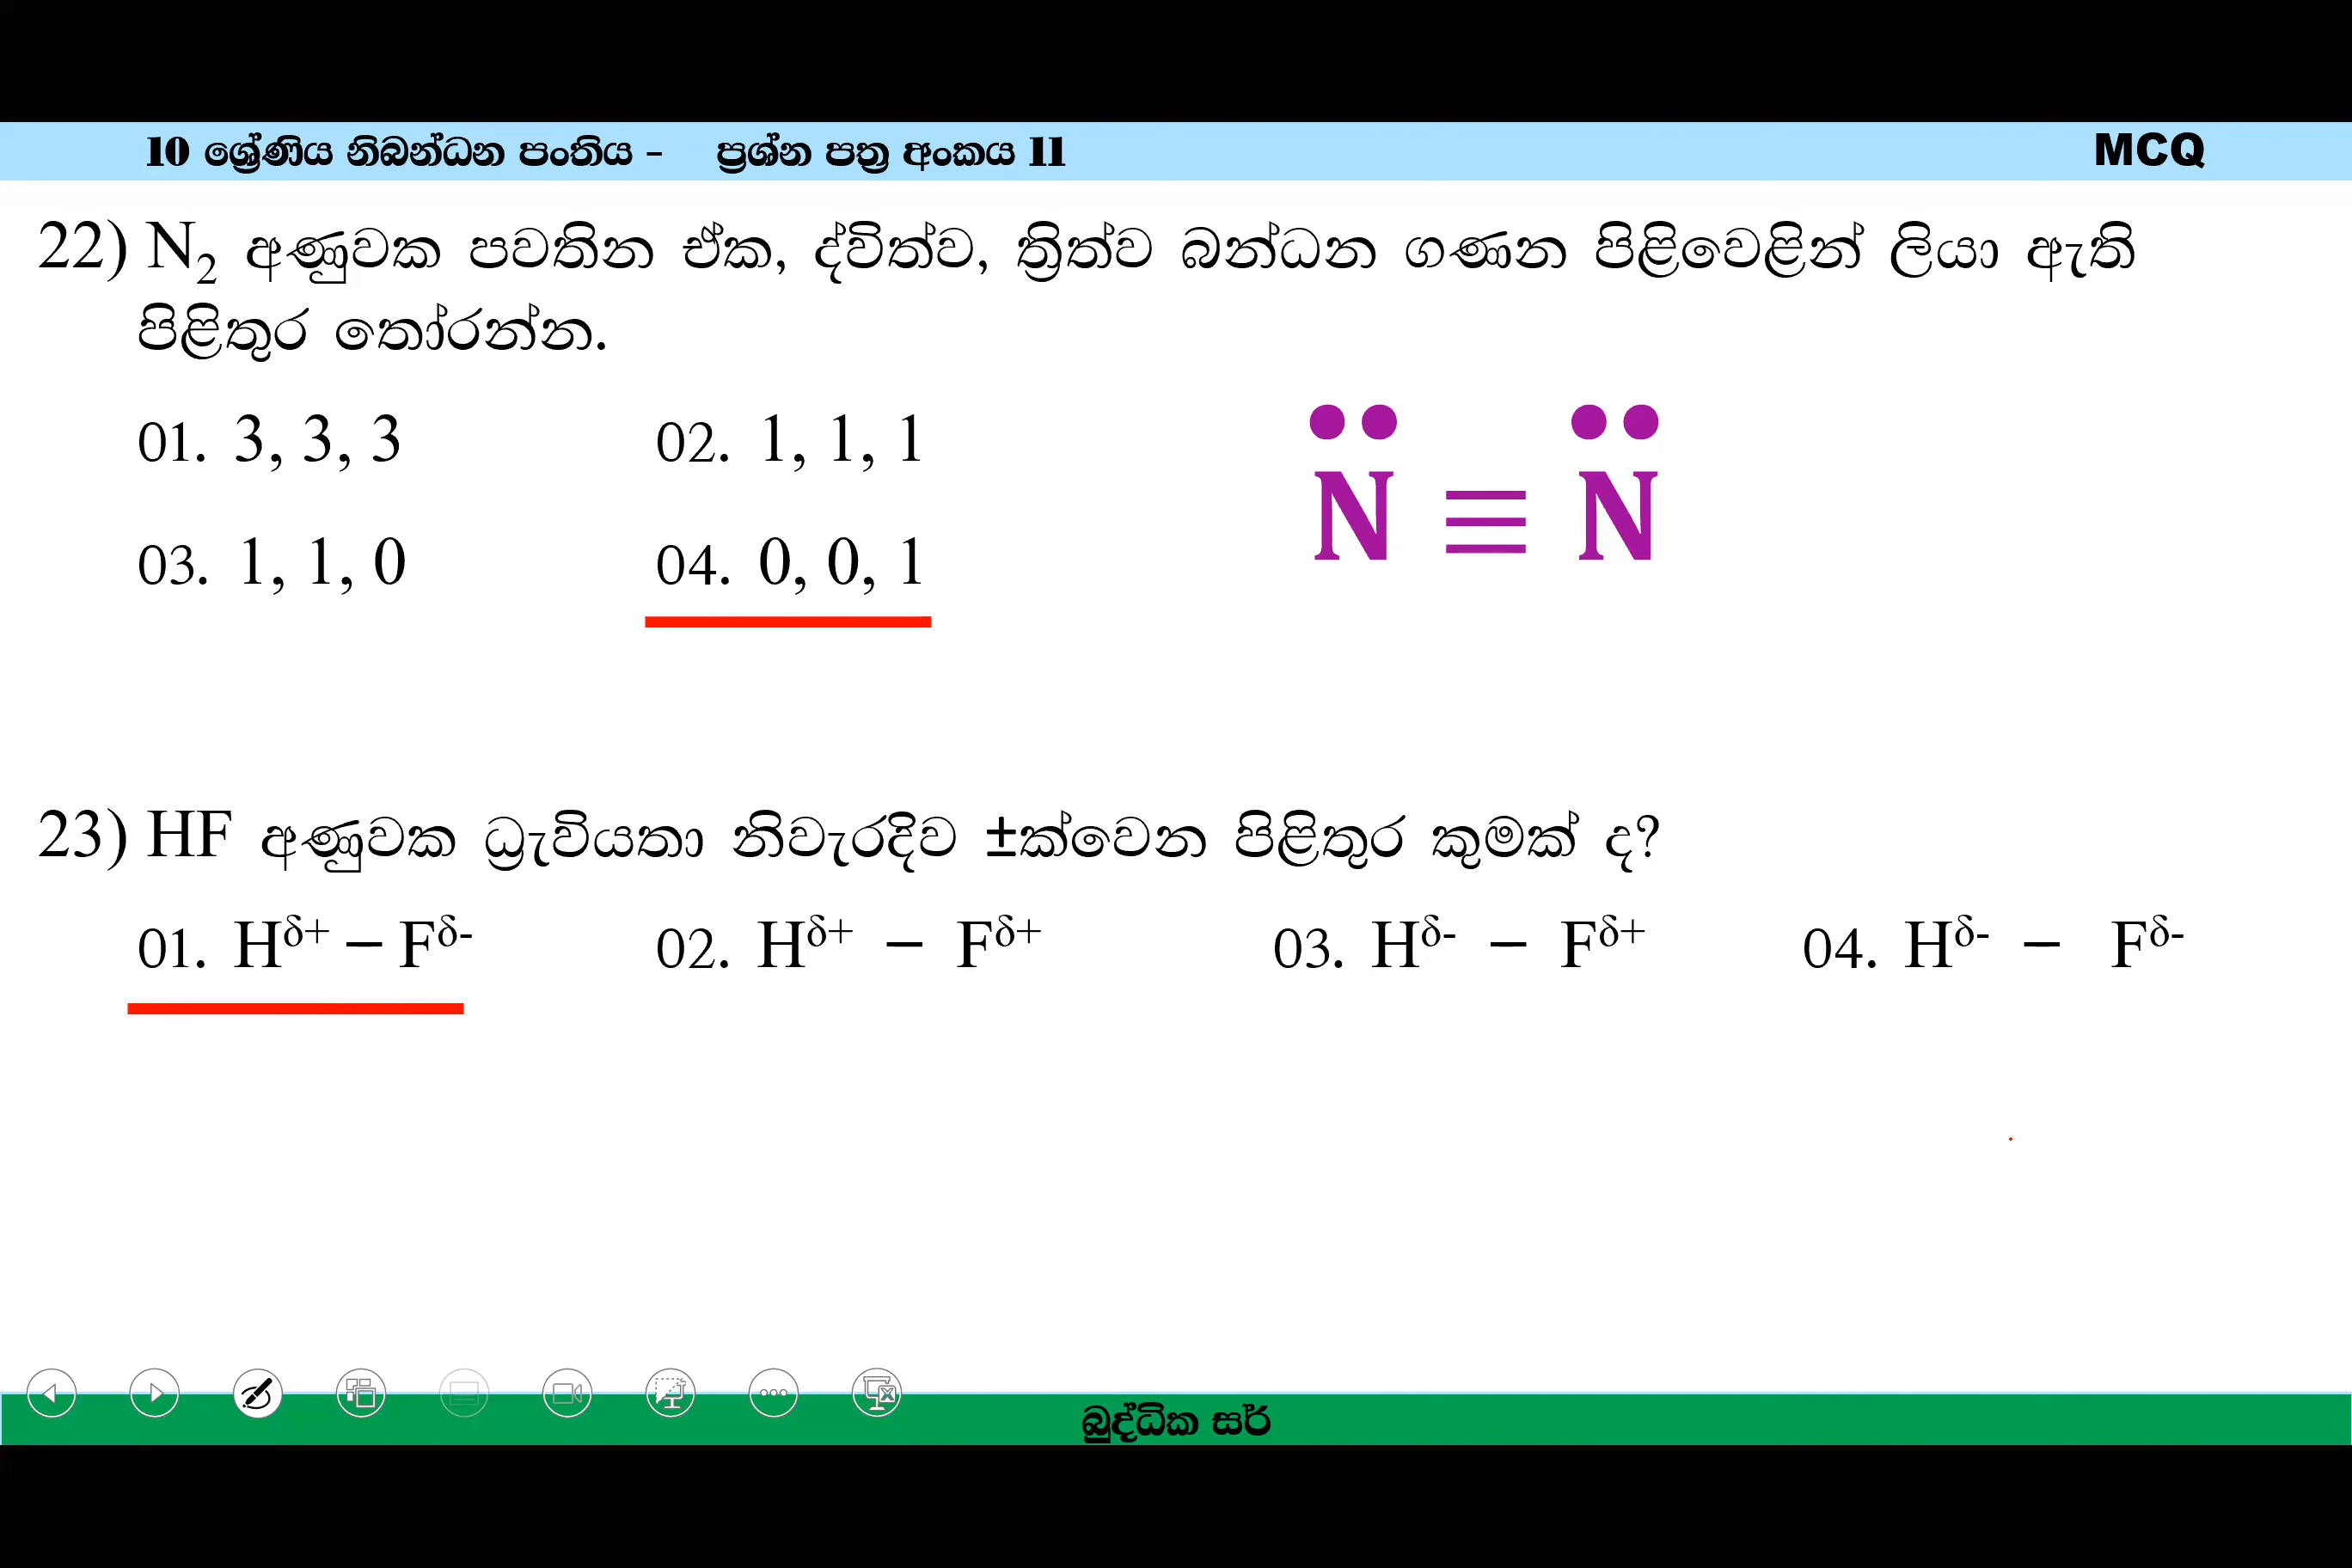 10 ශ්‍රේණිය නිබන්ධන පංතිය - ප්‍රශ්න පත්‍ර අංකය 11 MCQ
22) N₂ අණුවක පවතින ඒක, ද්විත්ව, ත්‍රිත්ව බන්ධන ගණන පිළිවෙළින් ලියා ඇති
පිළිතුර තෝරන්න.
01. 3, 3, 3 02. 1, 1, 1
03. 1, 1, 0 04. 0, 0, 1
N ≡ N
23) HF අණුවක ධ්‍රැවියතා නිවැරදිව ±ක්වෙන පිළිතුර කුමක් ද?
01. Hᵟ⁺ – Fᵟ⁻ 02. Hᵟ⁺ – Fᵟ⁺ 03. Hᵟ⁻ – Fᵟ⁺ 04. Hᵟ⁻ – Fᵟ⁻
බුද්ධික සර්